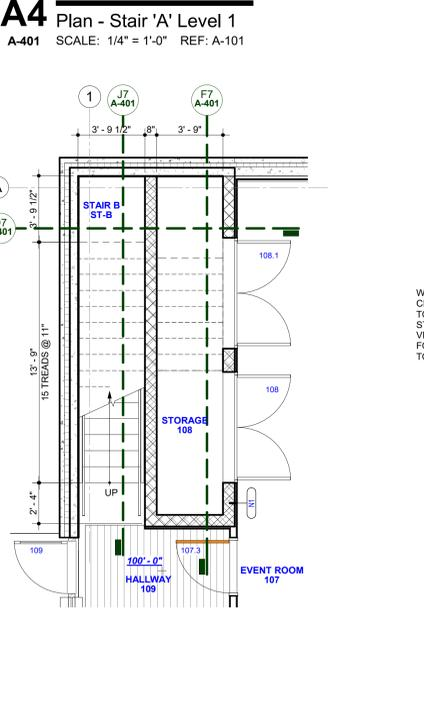 A4
Plan - Stair 'A' Level 1
A-401
SCALE: 1/4" = 1'-0" REF: A-101
1
J7
A-401
F7
A-401
3' - 9 1/2"
8"
3' - 9"
3' - 9 1/2"
STAIR B
ST-B
108.1
13' - 9"
15 TREADS @ 11"
108
STORAGE
108
UP
2' - 4"
N1
109
100' - 0"
107.3
HALLWAY
109
EVENT ROOM
107